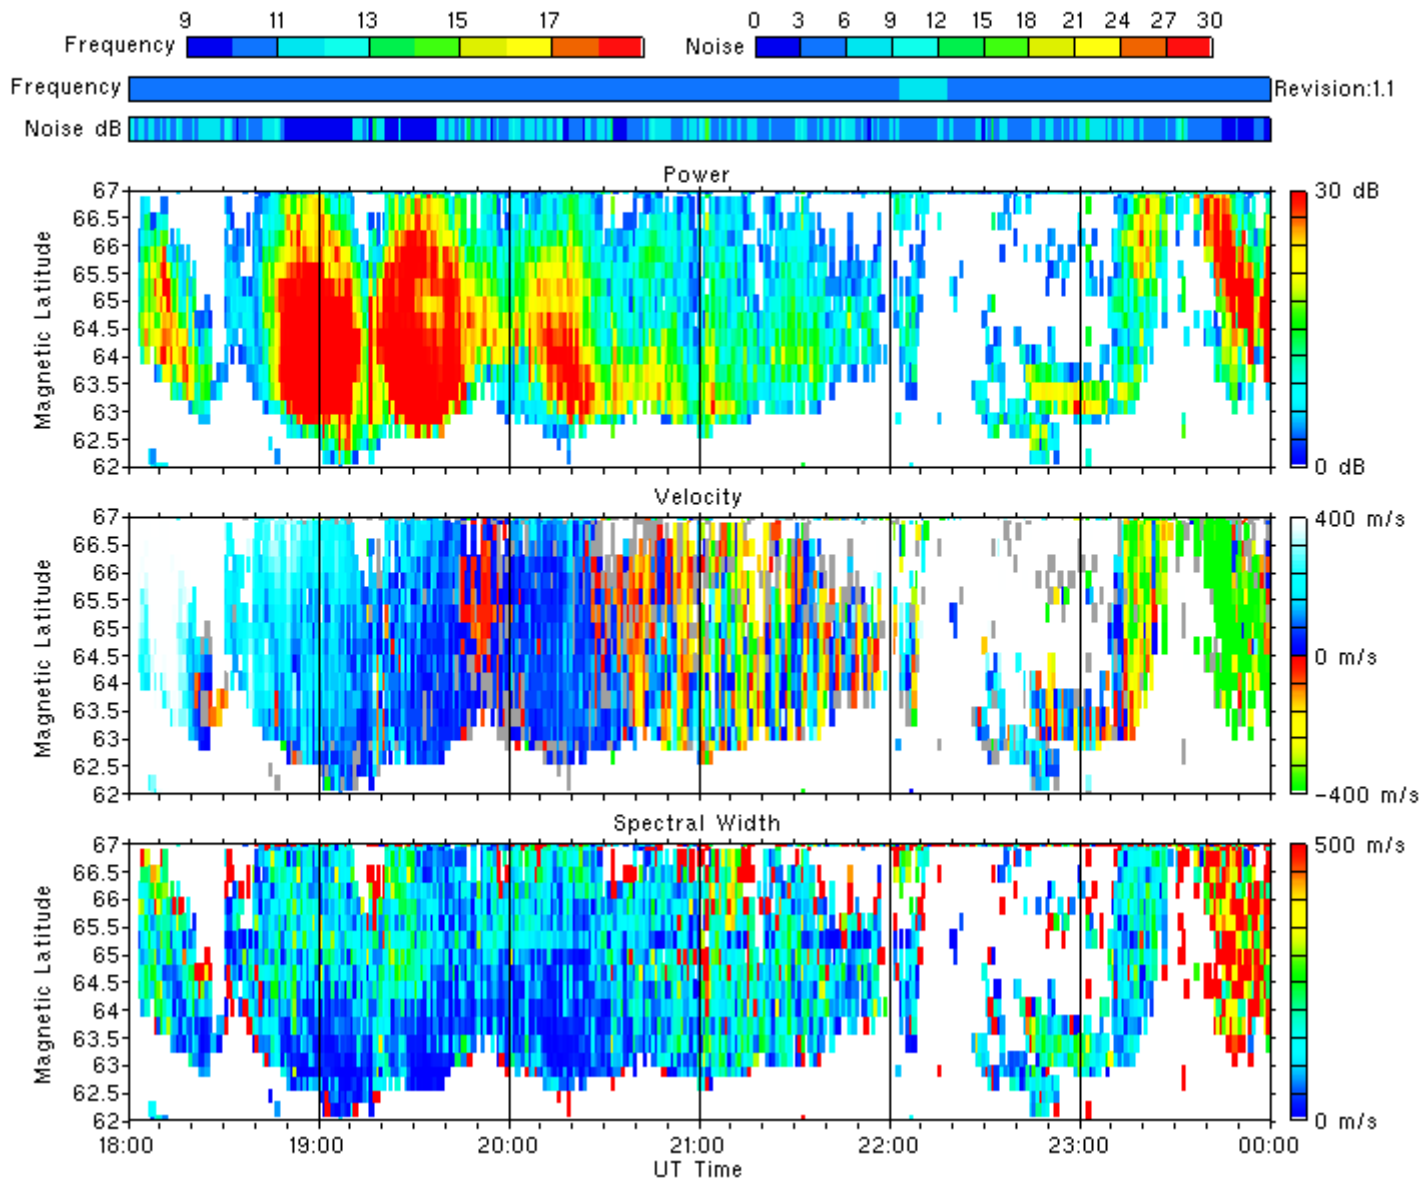 9 11 13 15 17
0 3 6 9 12 15 18 21 24 27 30
Frequency
Noise
Frequency
Revision:1.1
Noise dB
Power
67
66.5
66
65.5
65
64.5
64
63.5
63
62.5
62
Magnetic Latitude
30 dB
0 dB
Velocity
67
66.5
66
65.5
65
64.5
64
63.5
63
62.5
62
Magnetic Latitude
400 m/s
0 m/s
-400 m/s
Spectral Width
67
66.5
66
65.5
65
64.5
64
63.5
63
62.5
62
Magnetic Latitude
500 m/s
0 m/s
18:00 19:00 20:00 21:00 22:00 23:00 00:00
UT Time